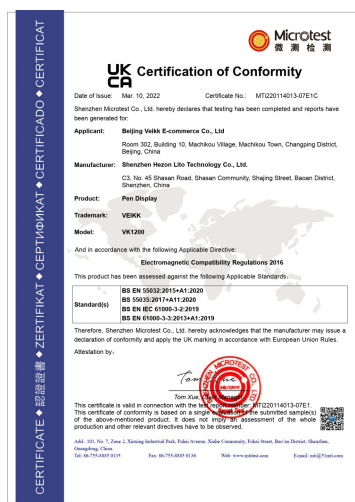 Microtest
微测检测
UK
CA
Certification of Conformity
Date of Issue: Mar. 10, 2022 Certificate No.: MTI220114013-07E1C
Shenzhen Microtest Co., Ltd. hereby declares that testing has been completed and reports have
been generated for:
Applicant: Beijing Veikk E-commerce Co., Ltd
Room 302, Building 10, Machikou Village, Machikou Town, Changping District,
Beijing, China
Manufacturer: Shenzhen Hezon Lito Technology Co., Ltd.
C3, No. 45 Shasan Road, Shasan Community, Shajing Street, Baoan District,
Shenzhen, China
Product: Pen Display
Trademark: VEIKK
Model: VK1200
And in accordance with the following Applicable Directive:
Electromagnetic Compatibility Regulations 2016
This product has been assessed against the following Applicable Standards:
Standard(s)
BS EN 55032:2015+A1:2020
BS 55035:2017+A11:2020
BS EN IEC 61000-3-2:2019
BS EN 61000-3-3:2013+A1:2019
Therefore, Shenzhen Microtest Co., Ltd. hereby acknowledges that the manufacturer may issue a
declaration of conformity and apply the UK marking in accordance with European Union Rules.
Attestation by:
Tom Xue
This certificate is valid in connection with the test report number: MTI220114013-07E1.
This certificate of conformity is based on a single evaluation of the submitted sample(s)
of the above-mentioned product. It does not imply an assessment of the whole
production and other relevant directives have to be observed.
Add.: 101, No. 7, Zone 2, Xinxing Industrial Park, Fuhai Avenue, Xinhe Community, Fuhai Street, Bao'an District, Shenzhen,
Guangdong, China.
Tel: 86-755-8885 0135 Fax: 86-755-8885 0136 Web: www.mtitest.com E-mail: mti@51mti.com
CERTIFICATE ◆ 認證證書 ◆ ZERTIFIKAT ◆ СЕРТИФИКАТ ◆ CERTIFICADO ◆ CERTIFICAT